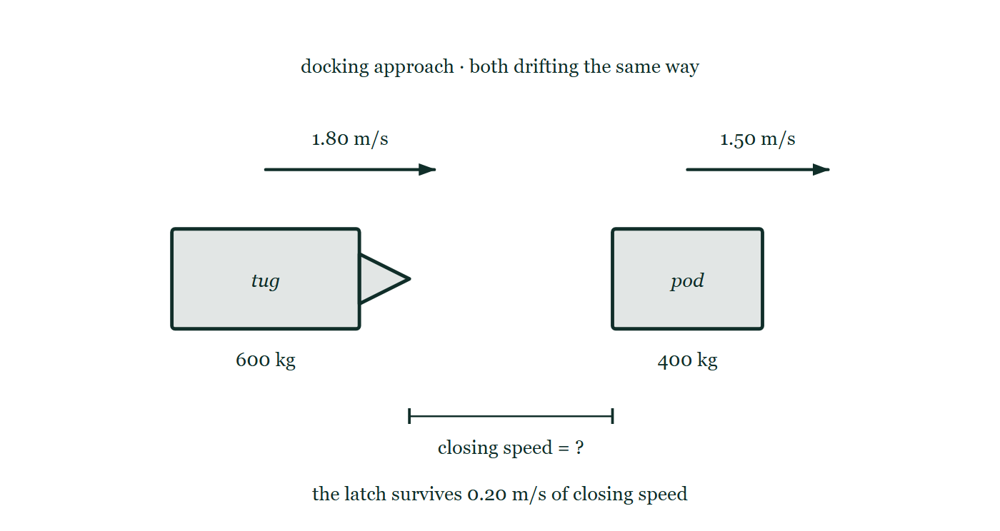 docking approach · both drifting the same way
1.80 m/s
1.50 m/s
tug
pod
600 kg
400 kg
closing speed = ?
the latch survives 0.20 m/s of closing speed